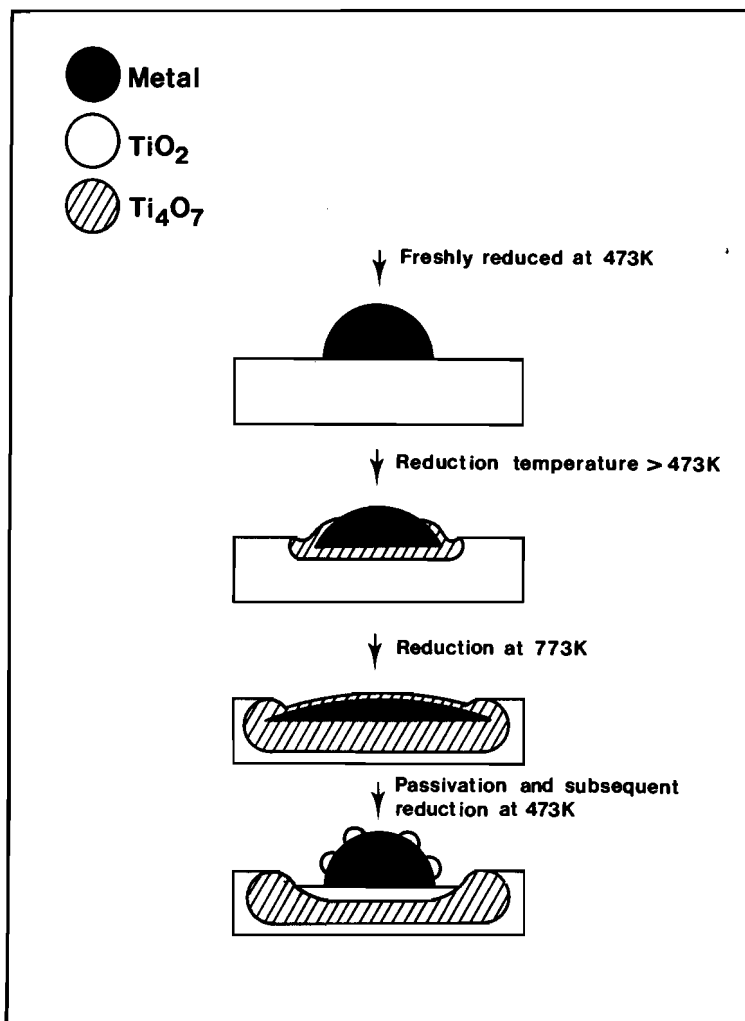 Metal
TiO₂
Ti₄O₇
Freshly reduced at 473K
Reduction temperature > 473K
Reduction at 773K
Passivation and subsequent
reduction at 473K